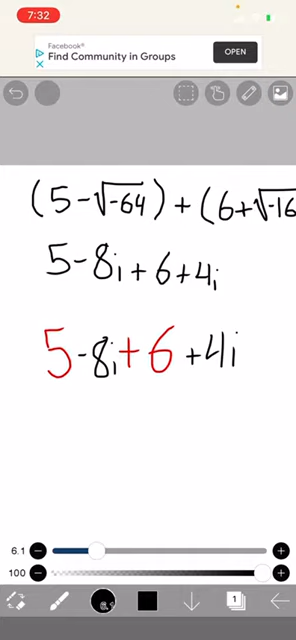 7:32
Facebook
Find Community in Groups
OPEN
(5-√-64) + (6+√-16
5-8i+6+4i
5-8i+6+4i
6.1
100
1